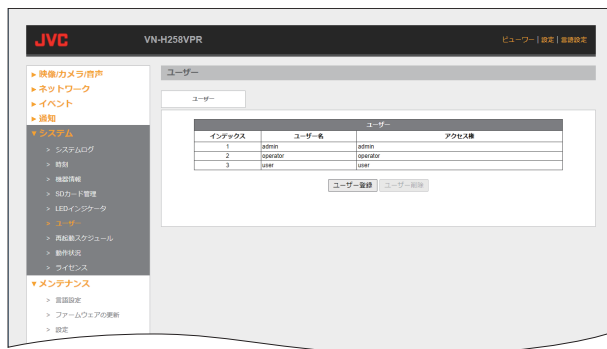 JVC
VN-H258VPR
ビューワー | 設定 | 言語設定
▶ 映像/カメラ/音声
▶ ネットワーク
▶ イベント
▶ 通知
▼ システム
> システムログ
> 時刻
> 機器情報
> SDカード管理
> LEDインジケータ
> ユーザー
> 再起動スケジュール
> 動作状況
> ライセンス
▼ メンテナンス
> 言語設定
> ファームウェアの更新
> 設定
ユーザー
ユーザー
ユーザー
インデックス ユーザー名 アクセス権
1 admin admin
2 operator operator
3 user user
ユーザー登録 ユーザー削除